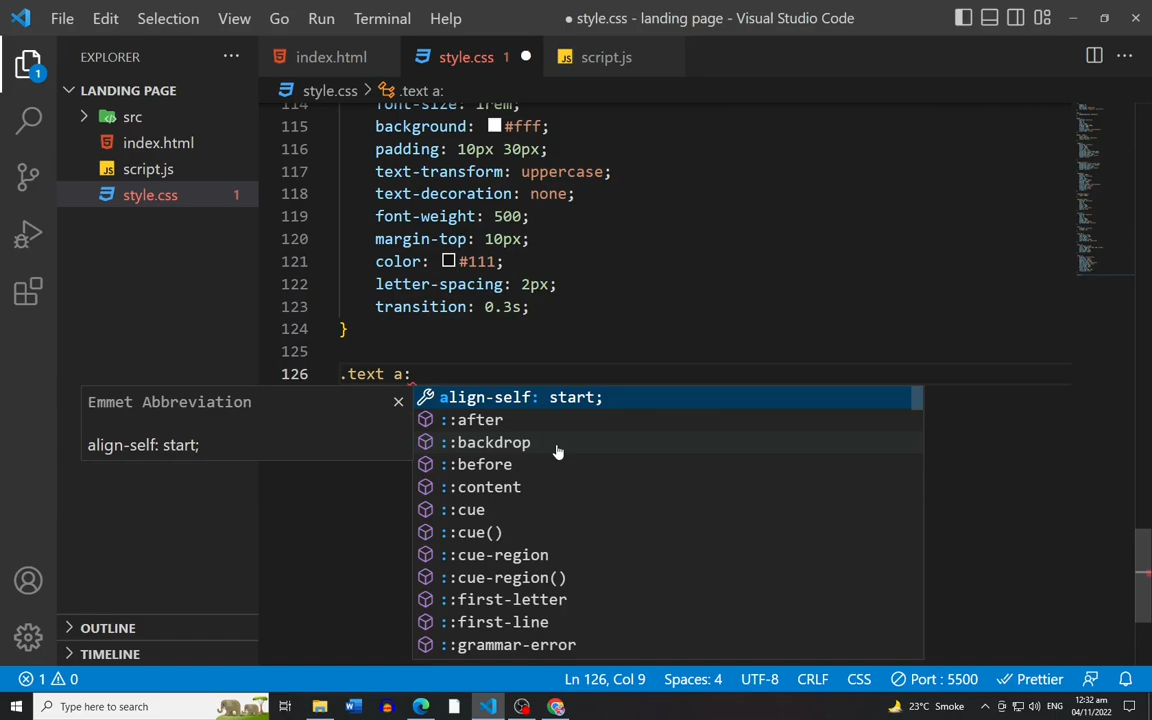 File Edit Selection View Go Run Terminal Help
● style.css - landing page - Visual Studio Code
EXPLORER
index.html
style.css 1
script.js
LANDING PAGE
style.css > .text a:
src
index.html
script.js
style.css 1
114 font-size: 1rem;
115 background: #fff;
116 padding: 10px 30px;
117 text-transform: uppercase;
118 text-decoration: none;
119 font-weight: 500;
120 margin-top: 10px;
121 color: #111;
122 letter-spacing: 2px;
123 transition: 0.3s;
124 }
125
126 .text a:
Emmet Abbreviation
align-self: start;
align-self: start;
::after
::backdrop
::before
::content
::cue
::cue()
::cue-region
::cue-region()
::first-letter
::first-line
::grammar-error
1
OUTLINE
TIMELINE
1 0
Ln 126, Col 9 Spaces: 4 UTF-8 CRLF CSS Port : 5500 Prettier
Type here to search
23°C Smoke
ENG
12:32 am
04/11/2022